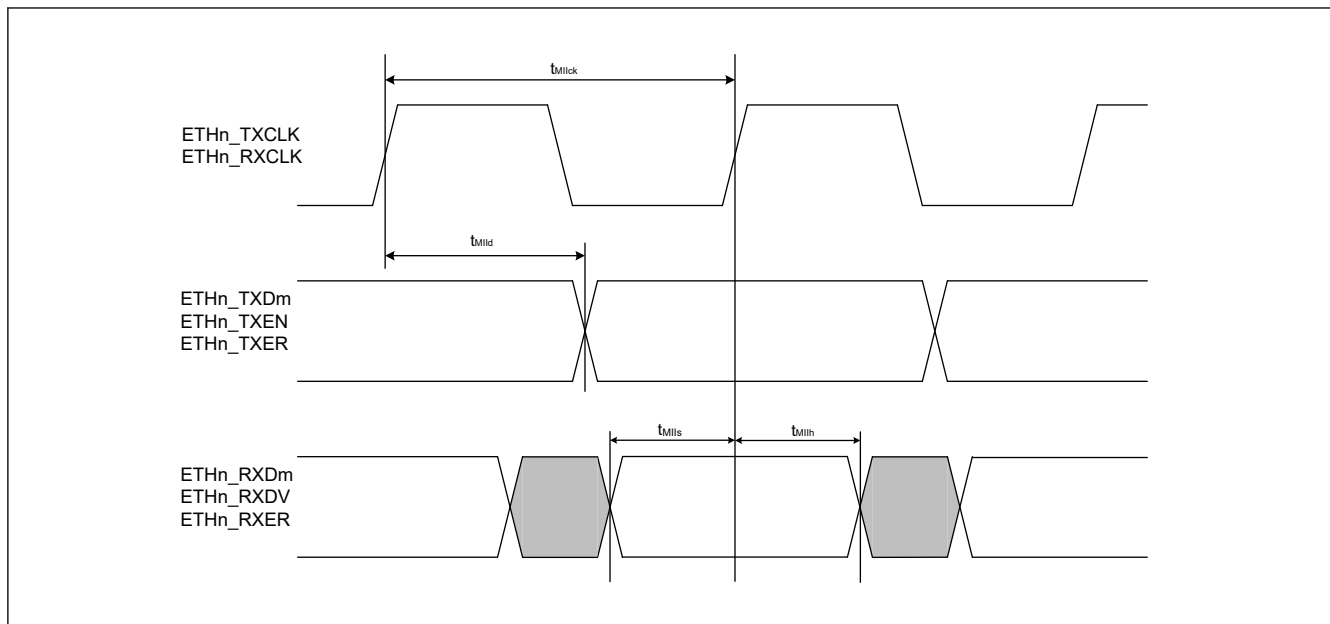 tMIIck
ETHn_TXCLK
ETHn_RXCLK
tMIId
ETHn_TXDm
ETHn_TXEN
ETHn_TXER
tMIIs
tMIIh
ETHn_RXDm
ETHn_RXDV
ETHn_RXER